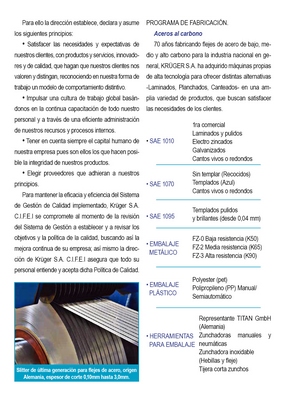 Para ello la dirección establece, declara y asume
los siguientes principios:
• Satisfacer las necesidades y expectativas de
nuestros clientes, con productos y servicios, innovado-
res y de calidad, que hagan que nuestros clientes nos
valoren y distingan, reconociendo en nuestra forma de
trabajar un modelo de comportamiento distintivo.
• Impulsar una cultura de trabajo global basán-
donos en la continua capacitación de todo nuestro
personal y a través de una eficiente administración
de nuestros recursos y procesos internos.
• Tener en cuenta siempre el capital humano de
nuestra empresa pues son ellos los que hacen posi-
ble la integridad de nuestros productos.
• Elegir proveedores que adhieran a nuestros
principios.
Para mantener la eficacia y eficiencia del Sistema
de Gestión de Calidad implementado, Krüger S.A.
C.I.F.E.I se compromete al momento de la revisión
del Sistema de Gestión a establecer y a revisar los
objetivos y la política de la calidad, buscando así la
mejora continua de su empresa; así mismo la direc-
ción de Krüger S.A. C.I.F.E.I asegura que todo su
personal entiende y acepta dicha Política de Calidad.
Bliter de última generación para flejes de acero, origen
Alemania, espesor de corte 0,10mm hasta 3,0mm.
PROGRAMA DE FABRICACIÓN.
Aceros al carbono
70 años fabricando flejes de acero de bajo, me-
dio y alto carbono para la industria nacional en ge-
neral, KRÜGER S.A. ha adquirido máquinas propias
de alta tecnología para ofrecer distintas alternativas
-Laminados, Planchados, Canteados- en una am-
plia variedad de productos, que buscan satisfacer
las necesidades de los clientes.
• SAE 1010
1ra comercial
Laminados y pulidos
Electro zincados
Galvanizados
Cantos vivos o redondos
• SAE 1070
Sin templar (Recocidos)
Templados (Azul)
Cantos vivos o redondos
• SAE 1095
Templados pulidos
y brillantes (desde 0,04 mm)
• EMBALAJE
METÁLICO
FZ-0 Baja resistencia (K50)
FZ-2 Media resistencia (K65)
FZ-3 Alta resistencia (K90)
• EMBALAJE
PLÁSTICO
Polyester (pet)
Polipropileno (PP) Manual/
Semiautomático
• HERRAMIENTAS
PARA EMBALAJE
Representante TITAN GmbH
(Alemania)
Zunchadoras manuales y
neumáticas
Zunchadora inoxidable
(Hebillas y fleje)
Tijera corta zunchos